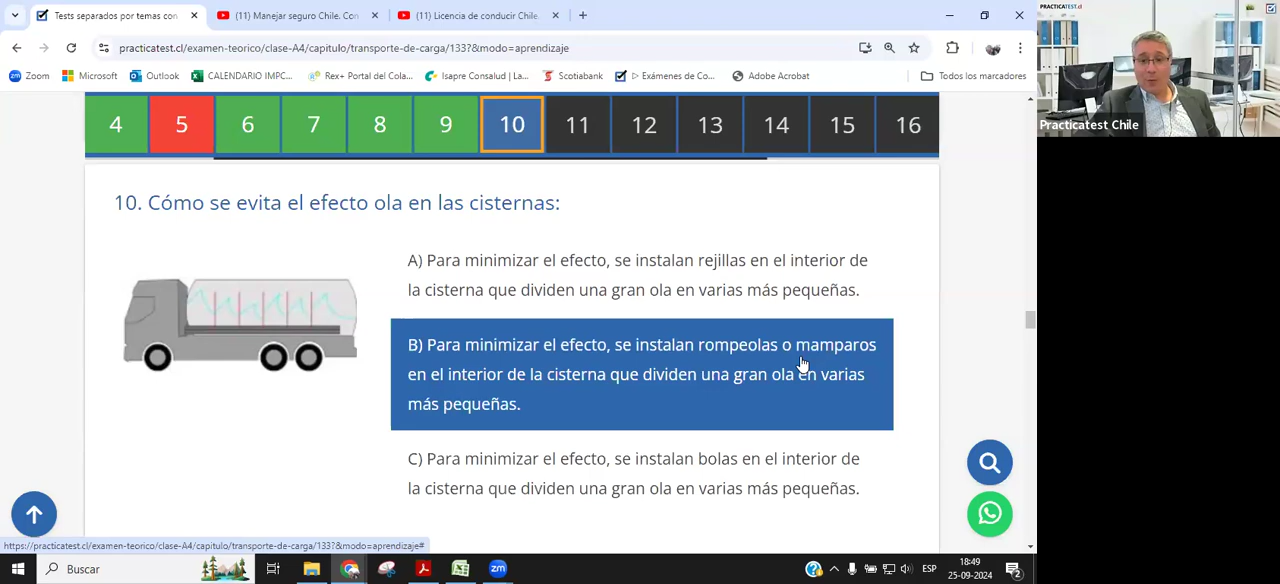 Tests separados por temas con
(11) Manejar seguro Chile, con
(11) Licencia de conducir Chile
practicatest.cl/examen-teorico/clase-A4/capitulo/transporte-de-carga/133?&modo=aprendizaje
Zoom
Microsoft
Outlook
CALENDARIO IMPC...
Rex+ Portal del Cola...
Isapre Consalud | La...
Scotiabank
Exámenes de Co...
Adobe Acrobat
Todos los marcadores
PRACTICATEST.cl
Practicatest Chile
4 5 6 7 8 9 10 11 12 13 14 15 16
10. Cómo se evita el efecto ola en las cisternas:
A) Para minimizar el efecto, se instalan rejillas en el interior de
la cisterna que dividen una gran ola en varias más pequeñas.
B) Para minimizar el efecto, se instalan rompeolas o mamparos
en el interior de la cisterna que dividen una gran ola en varias
más pequeñas.
C) Para minimizar el efecto, se instalan bolas en el interior de
la cisterna que dividen una gran ola en varias más pequeñas.
https://practicatest.cl/examen-teorico/clase-A4/capitulo/transporte-de-carga/133?&modo=aprendizaje#
Buscar
zm
ESP
18:49
25-09-2024
2